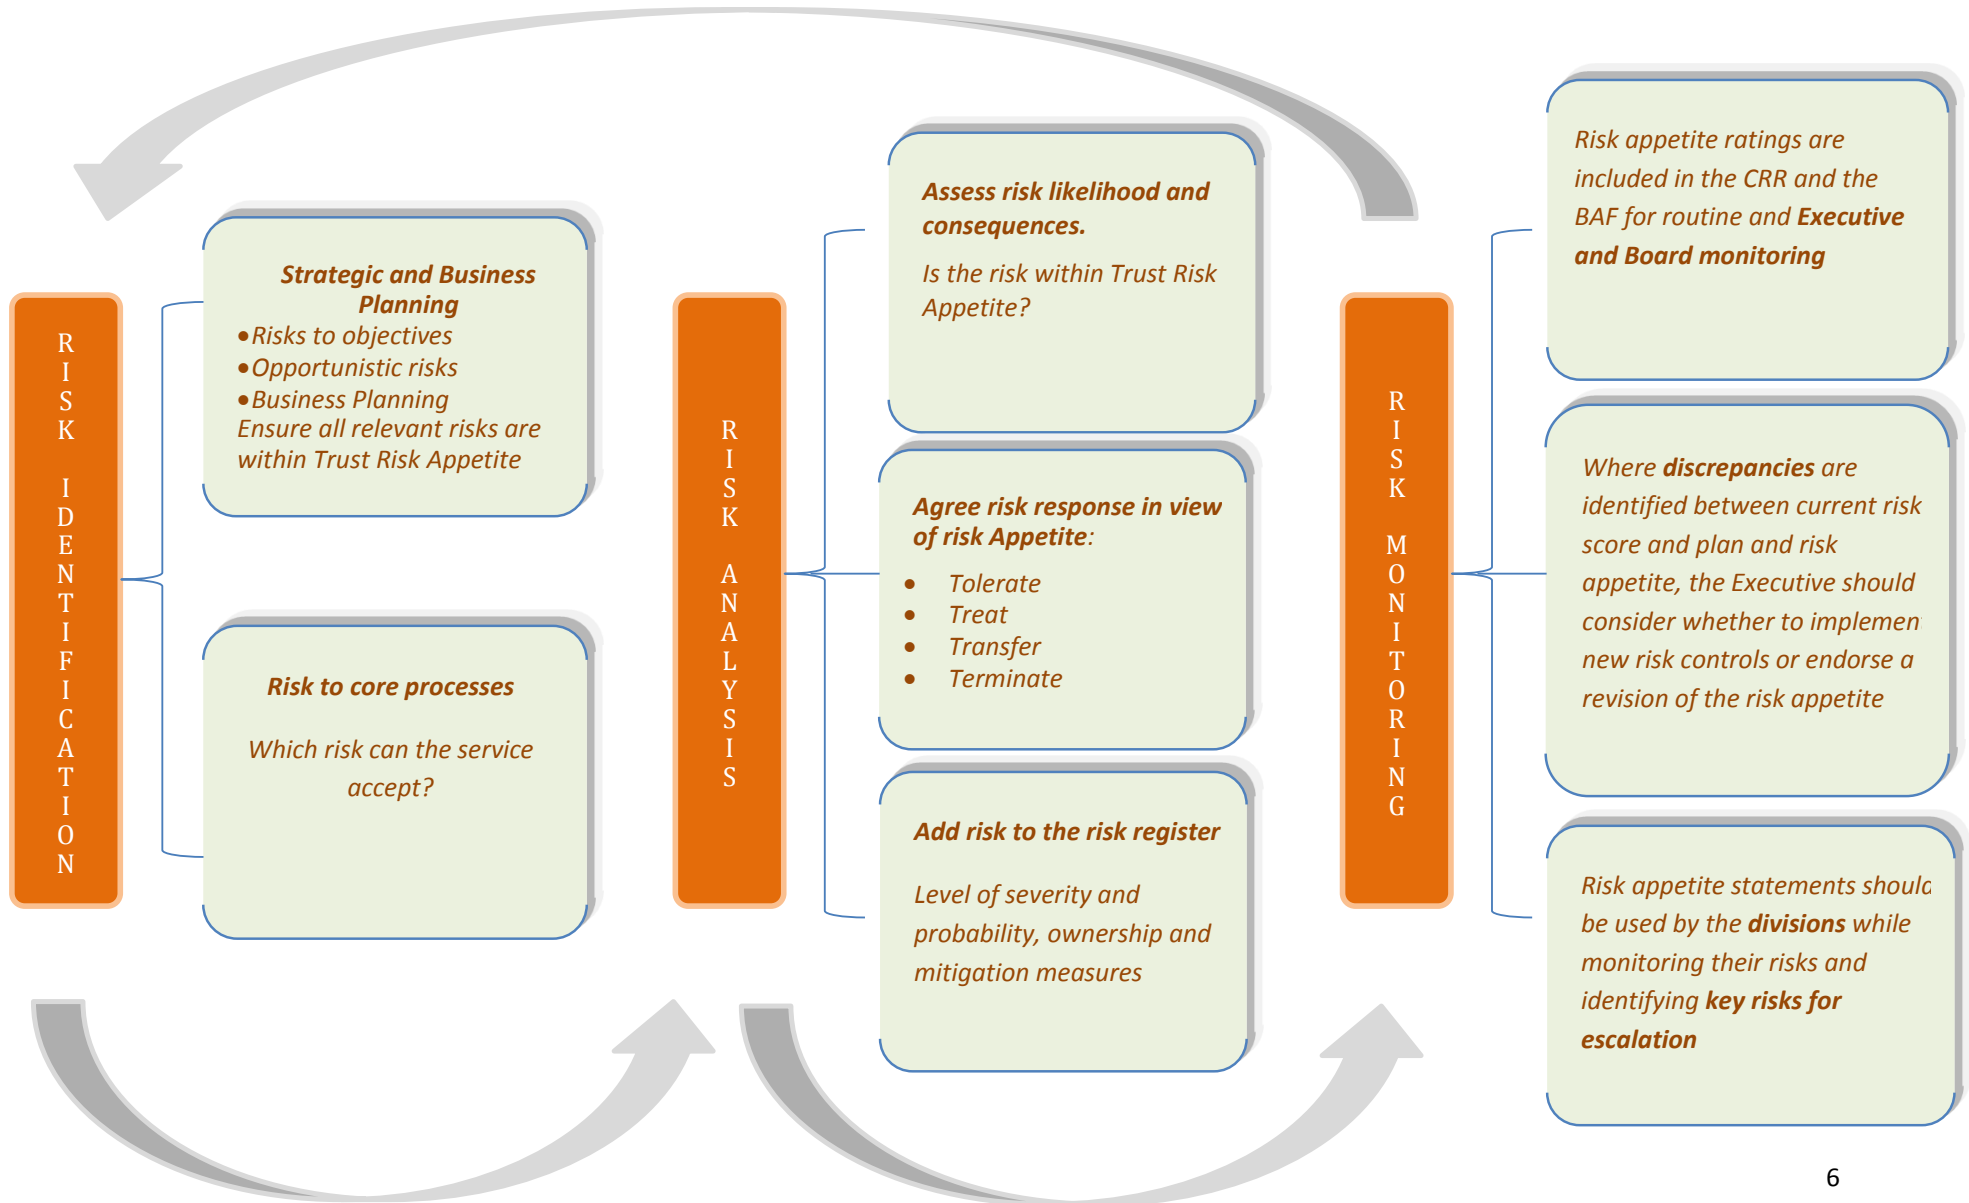 RISK IDENTIFICATION
Strategic and Business
Planning
•Risks to objectives
•Opportunistic risks
•Business Planning
Ensure all relevant risks are
within Trust Risk Appetite
Risk to core processes
Which risk can the service
accept?
RISK ANALYSIS
Assess risk likelihood and
consequences.
Is the risk within Trust Risk
Appetite?
Agree risk response in view
of risk Appetite:
• Tolerate
• Treat
• Transfer
• Terminate
Add risk to the risk register
Level of severity and
probability, ownership and
mitigation measures
RISK MONITORING
Risk appetite ratings are
included in the CRR and the
BAF for routine and Executive
and Board monitoring
Where discrepancies are
identified between current risk
score and plan and risk
appetite, the Executive should
consider whether to implement
new risk controls or endorse a
revision of the risk appetite
Risk appetite statements should
be used by the divisions while
monitoring their risks and
identifying key risks for
escalation
6